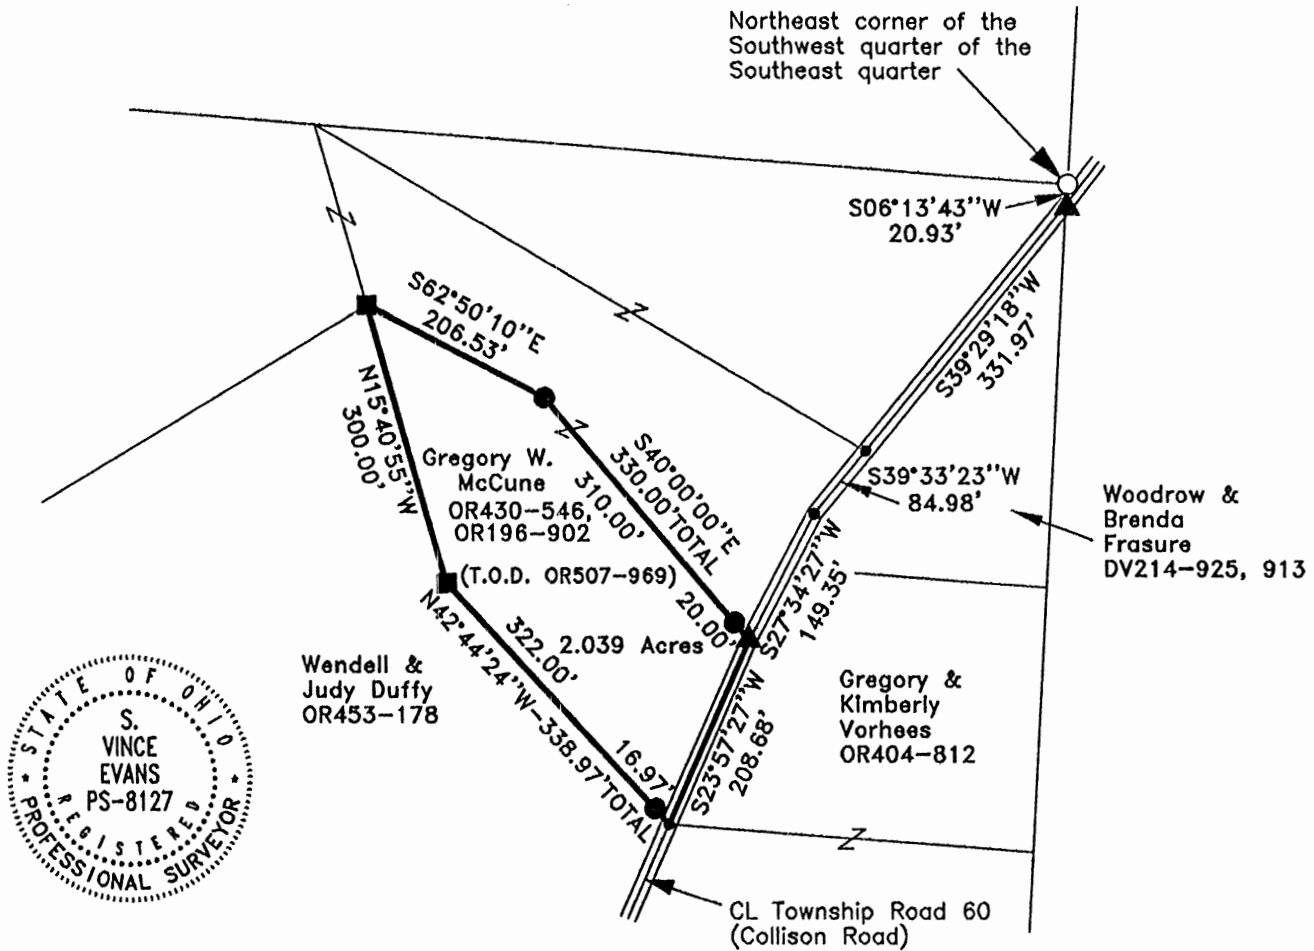 Northeast corner of the
Southwest quarter of the
Southeast quarter
S06°13'43''W
20.93'
S62°50'10''E
206.53'
S39°29'18''W
331.97'
N15°40'55''W
300.00'
Gregory W.
McCune
OR430-546,
OR196-902
(T.O.D. OR507-969)
2.039 Acres
S40°00'00''E
330.00'TOTAL
310.00'
20.00'
S39°33'23''W
84.98'
Woodrow &
Brenda
Frasure
DV214-925, 913
S27°34'27''W
149.35'
N42°44'24''W-338.97'TOTAL
322.00'
16.97'
S23°57'27''W
208.68'
Wendell &
Judy Duffy
OR453-178
Gregory &
Kimberly
Vorhees
OR404-812
STATE OF OHIO
S.
VINCE
EVANS
PS-8127
REGISTERED
PROFESSIONAL SURVEYOR
CL Township Road 60
(Collison Road)